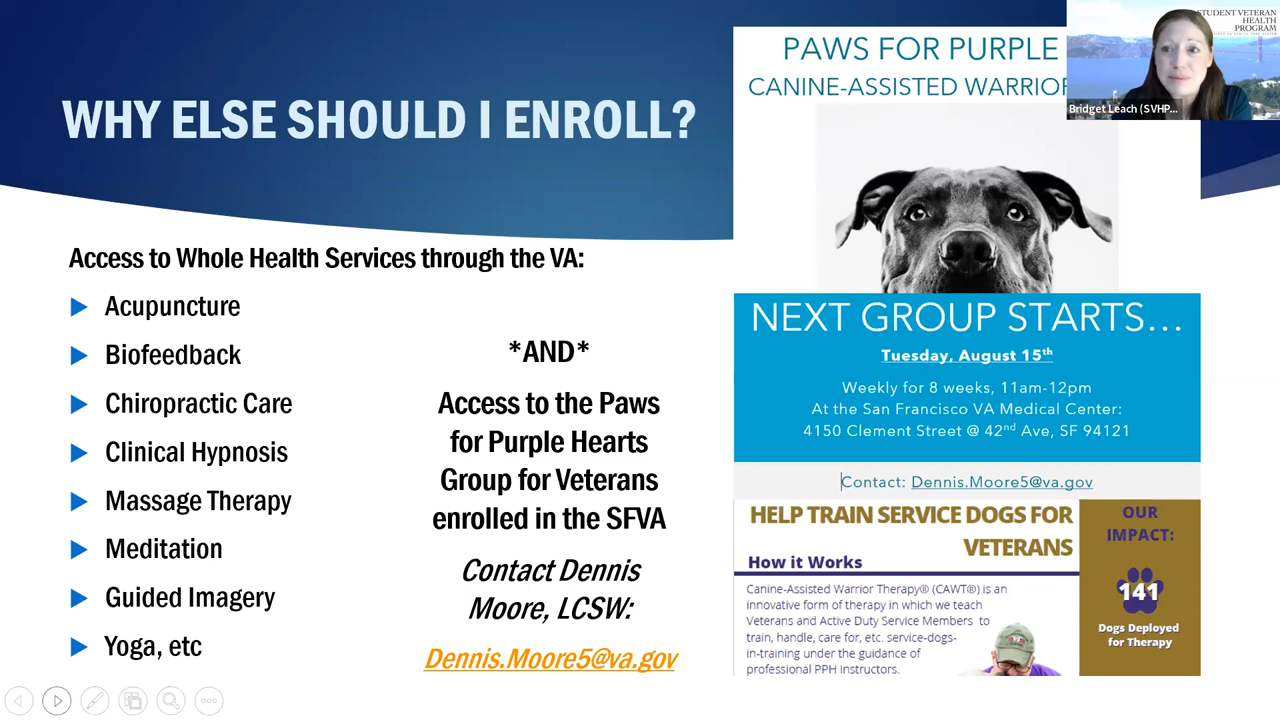 WHY ELSE SHOULD I ENROLL?
Access to Whole Health Services through the VA:
Acupuncture
Biofeedback
Chiropractic Care
Clinical Hypnosis
Massage Therapy
Meditation
Guided Imagery
Yoga, etc
*AND*
Access to the Paws
for Purple Hearts
Group for Veterans
enrolled in the SFVA
Contact Dennis
Moore, LCSW:
Dennis.Moore5@va.gov
PAWS FOR PURPLE
CANINE-ASSISTED WARRIOR
NEXT GROUP STARTS...
Tuesday, August 15th
Weekly for 8 weeks, 11am-12pm
At the San Francisco VA Medical Center:
4150 Clement Street @ 42nd Ave, SF 94121
Contact: Dennis.Moore5@va.gov
HELP TRAIN SERVICE DOGS FOR
VETERANS
How it Works
Canine-Assisted Warrior Therapy® (CAWT®) is an
innovative form of therapy in which we teach
Veterans and Active Duty Service Members to
train, handle, care for, etc. service-dogs-
in-training under the guidance of
professional PPH Instructors.
OUR
IMPACT:
141
Dogs Deployed
for Therapy
STUDENT VETERAN
HEALTH
PROGRAM
Bridget Leach (SVHP...